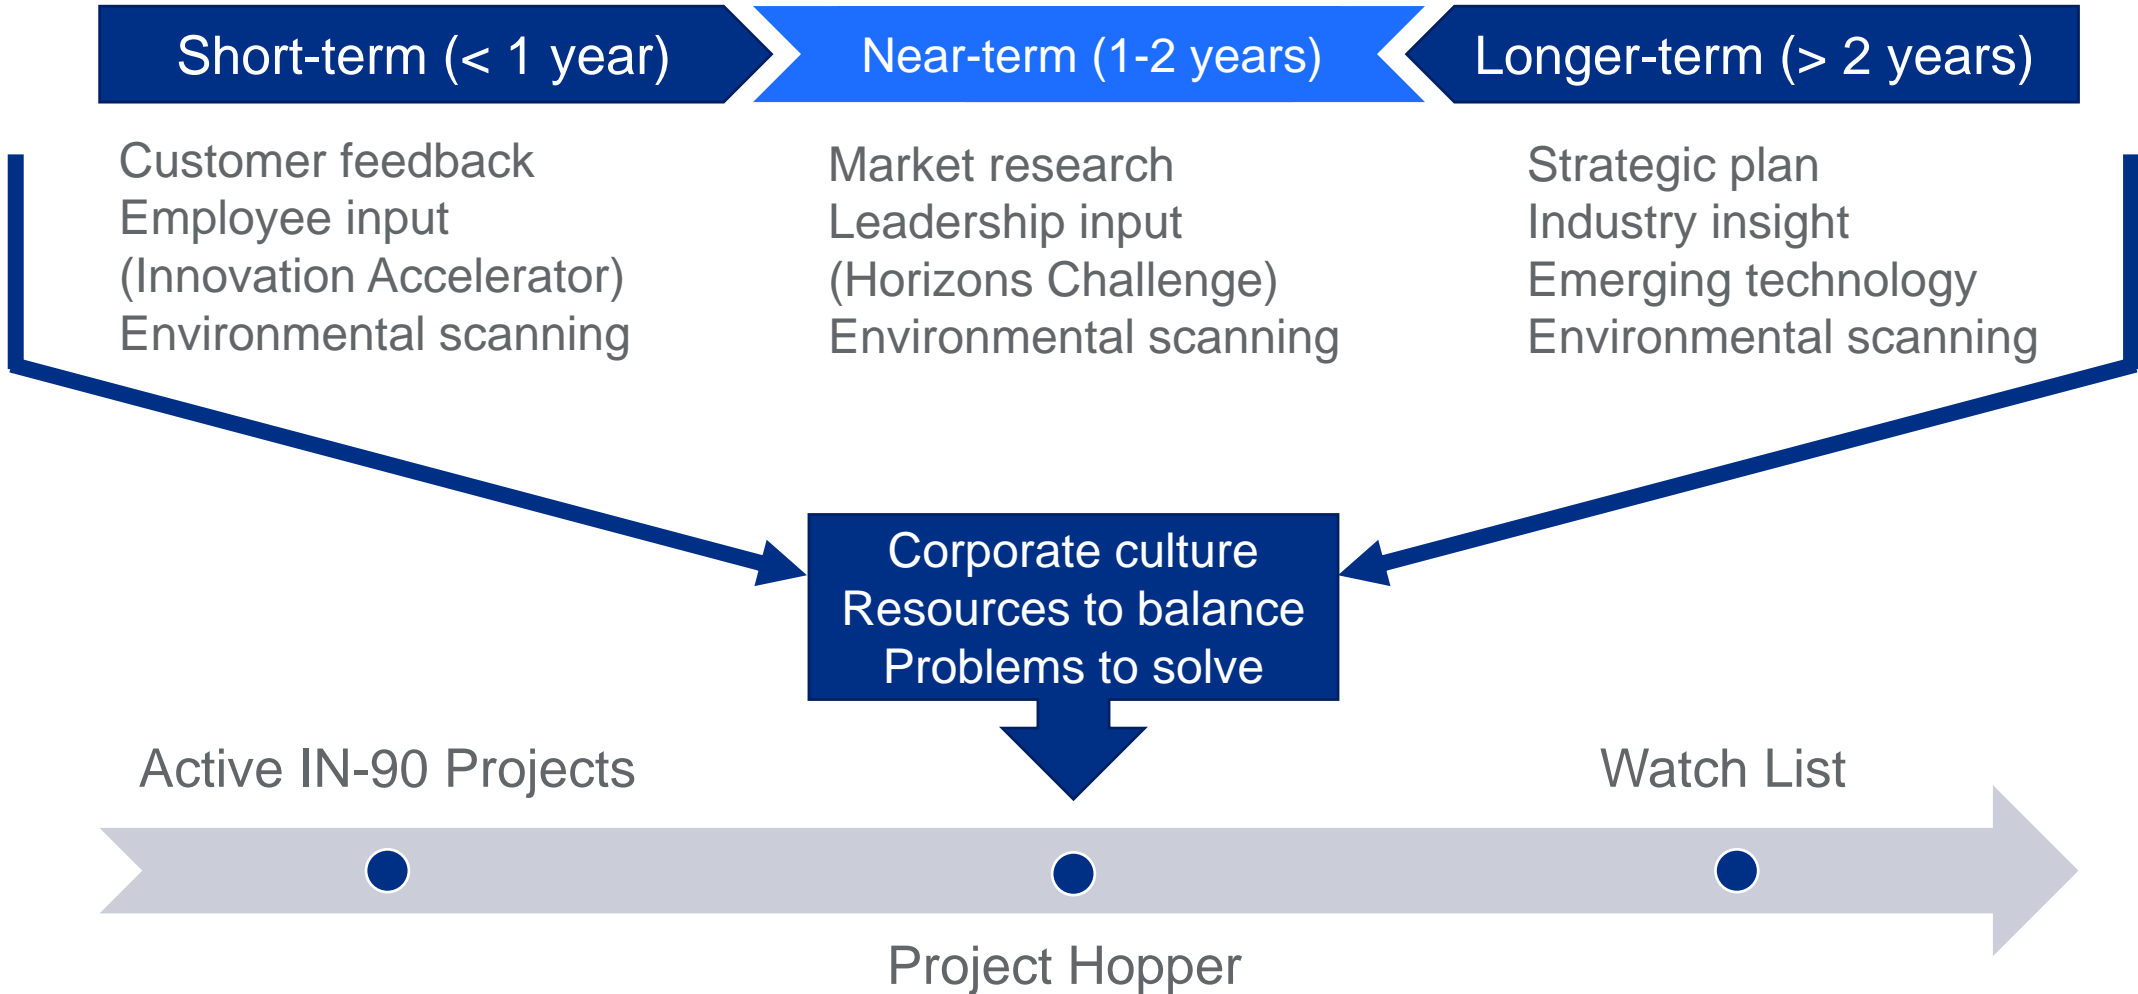 Short-term (< 1 year)
Near-term (1-2 years)
Longer-term (> 2 years)
Customer feedback
Employee input
(Innovation Accelerator)
Environmental scanning
Market research
Leadership input
(Horizons Challenge)
Environmental scanning
Strategic plan
Industry insight
Emerging technology
Environmental scanning
Corporate culture
Resources to balance
Problems to solve
Active IN-90 Projects
Watch List
Project Hopper